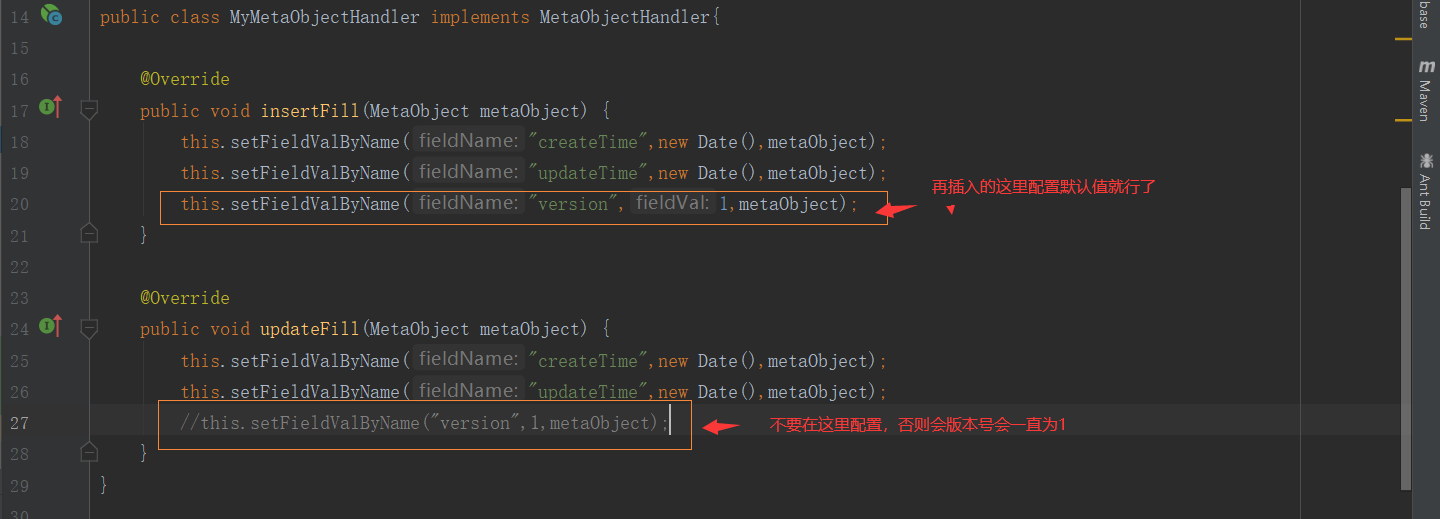 14 public class MyMetaObjectHandler implements MetaObjectHandler{
15
16 @Override
17 public void insertFill(MetaObject metaObject) {
18 this.setFieldValByName( fieldName: "createTime",new Date(),metaObject);
19 this.setFieldValByName( fieldName: "updateTime",new Date(),metaObject);
20 this.setFieldValByName( fieldName: "version", fieldVal: 1,metaObject);
再插入的这里配置默认值就行了
21 }
22
23 @Override
24 public void updateFill(MetaObject metaObject) {
25 this.setFieldValByName( fieldName: "createTime",new Date(),metaObject);
26 this.setFieldValByName( fieldName: "updateTime",new Date(),metaObject);
27 //this.setFieldValByName("version",1,metaObject);
不要在这里配置，否则会版本号会一直为1
28 }
29 }
30
base
m Maven
Ant Build